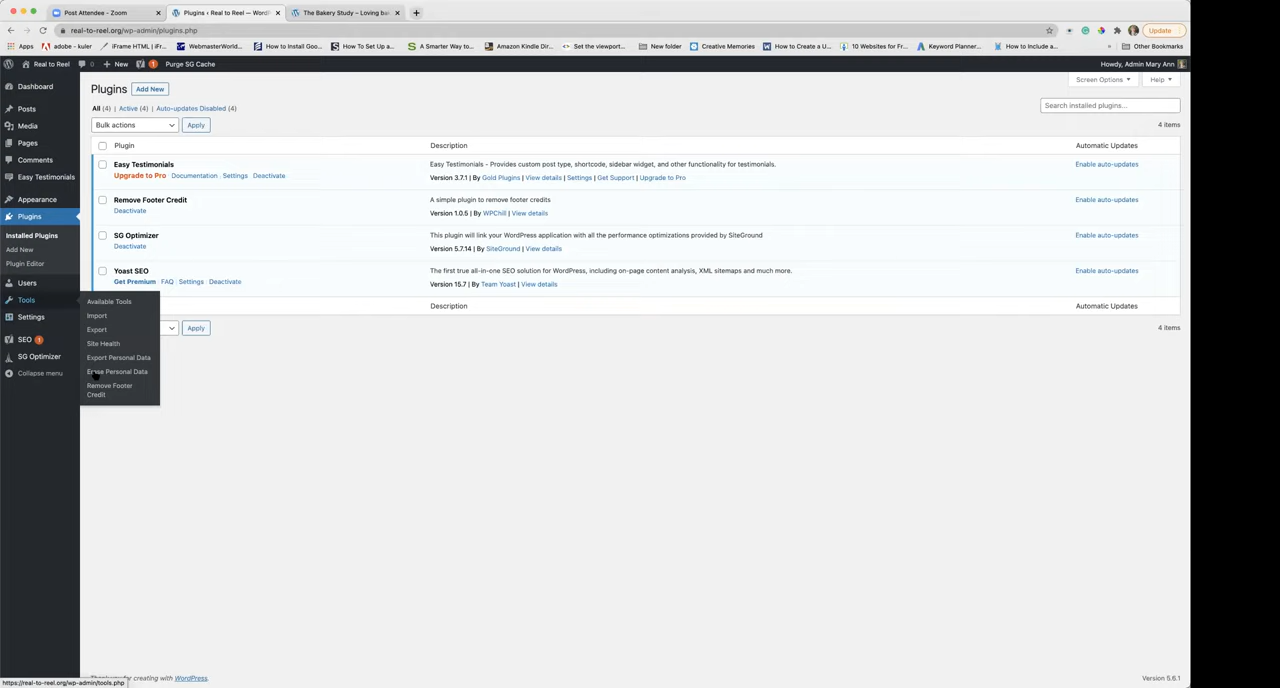 Post Attendee - Zoom
Plugins ‹ Real to Reel — WordP
The Bakery Study – Loving ba
real-to-reel.org/wp-admin/plugins.php
Update
Apps
adobe - kuler
iFrame HTML | iFr...
WebmasterWorld...
How to Install Goo...
How To Set Up a...
A Smarter Way to...
Amazon Kindle Dir...
Set the viewport...
New folder
Creative Memories
How to Create a U...
10 Websites for Fr...
Keyword Planner...
How to Include a...
»
Other Bookmarks
Real to Reel
0
+ New
1
Purge SG Cache
Howdy, Admin Mary Ann
Dashboard
Posts
Media
Pages
Comments
Easy Testimonials
Appearance
Plugins
Installed Plugins
Add New
Plugin Editor
Users
Tools
Settings
SEO 1
SG Optimizer
Collapse menu
Available Tools
Import
Export
Site Health
Export Personal Data
Erase Personal Data
Remove Footer
Credit
Screen Options
Help
Plugins
Add New
All (4) | Active (4) | Auto-updates Disabled (4)
Search installed plugins...
Bulk actions
Apply
4 items
Plugin
Description
Automatic Updates
Easy Testimonials
Upgrade to Pro Documentation Settings Deactivate
Easy Testimonials - Provides custom post type, shortcode, sidebar widget, and other functionality for testimonials.
Version 3.7.1 | By Gold Plugins | View details | Settings | Get Support | Upgrade to Pro
Enable auto-updates
Remove Footer Credit
Deactivate
A simple plugin to remove footer credits
Version 1.0.5 | By WPChill | View details
Enable auto-updates
SG Optimizer
Deactivate
This plugin will link your WordPress application with all the performance optimizations provided by SiteGround
Version 5.7.14 | By SiteGround | View details
Enable auto-updates
Yoast SEO
Get Premium | FAQ | Settings | Deactivate
The first true all-in-one SEO solution for WordPress, including on-page content analysis, XML sitemaps and much more.
Version 15.7 | By Team Yoast | View details
Enable auto-updates
Description
Automatic Updates
Apply
4 items
for creating with WordPress.
Version 5.6.1
https://real-to-reel.org/wp-admin/tools.php